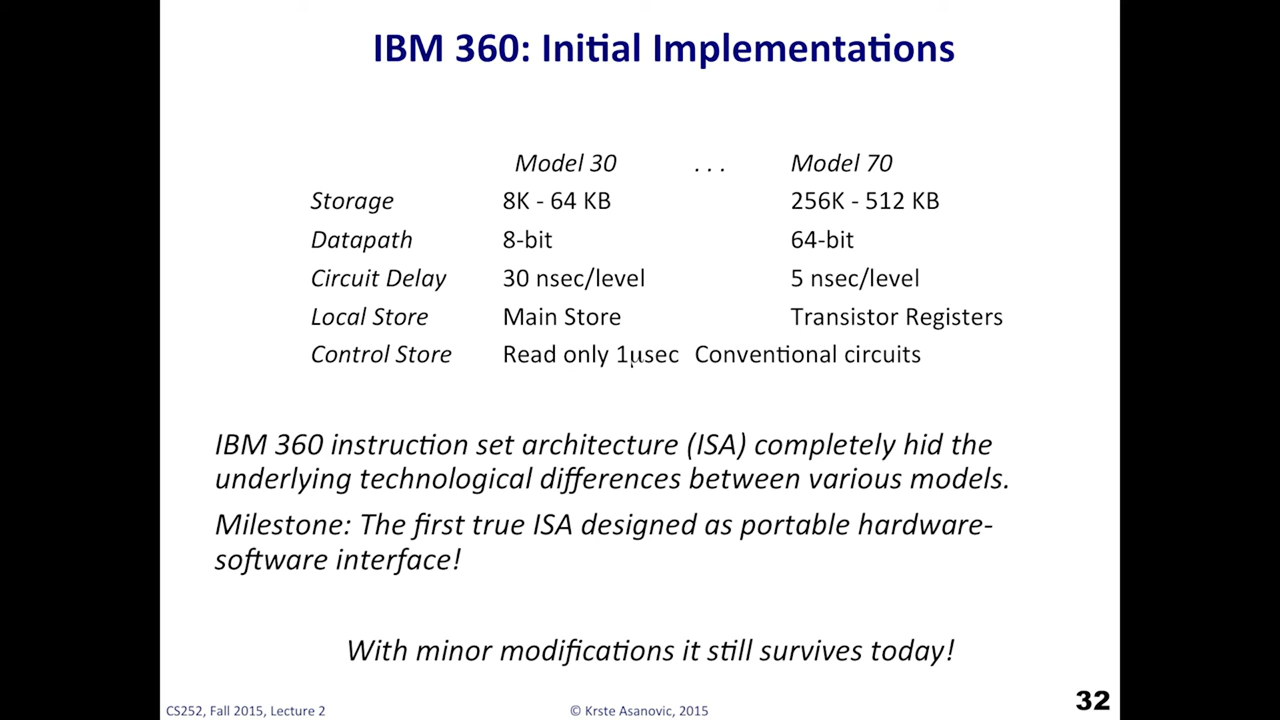 IBM 360: Initial Implementations
Model 30 . . . Model 70
Storage 8K - 64 KB 256K - 512 KB
Datapath 8-bit 64-bit
Circuit Delay 30 nsec/level 5 nsec/level
Local Store Main Store Transistor Registers
Control Store Read only 1μsec Conventional circuits
IBM 360 instruction set architecture (ISA) completely hid the
underlying technological differences between various models.
Milestone: The first true ISA designed as portable hardware-
software interface!
With minor modifications it still survives today!
CS252, Fall 2015, Lecture 2 © Krste Asanovic, 2015 32